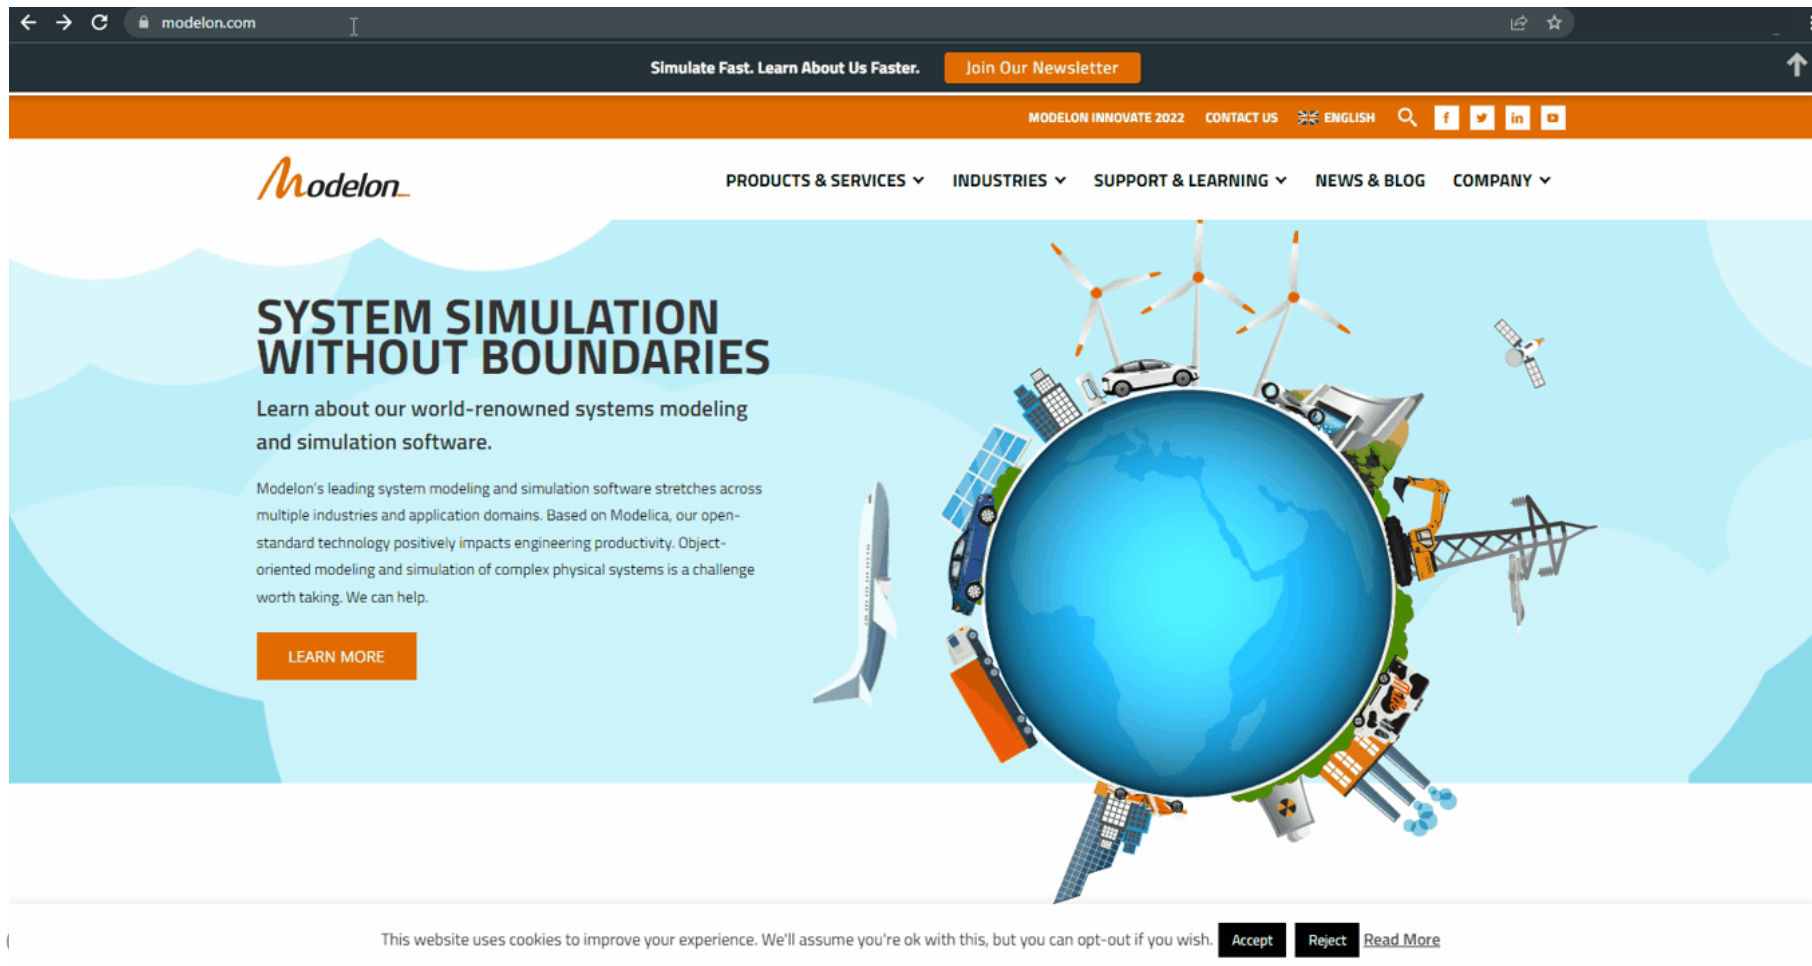 modelon.com
Simulate Fast. Learn About Us Faster.
Join Our Newsletter
MODELON INNOVATE 2022
CONTACT US
ENGLISH
Modelon
PRODUCTS & SERVICES
INDUSTRIES
SUPPORT & LEARNING
NEWS & BLOG
COMPANY
SYSTEM SIMULATION
WITHOUT BOUNDARIES
Learn about our world-renowned systems modeling
and simulation software.
Modelon's leading system modeling and simulation software stretches across
multiple industries and application domains. Based on Modelica, our open-
standard technology positively impacts engineering productivity. Object-
oriented modeling and simulation of complex physical systems is a challenge
worth taking. We can help.
LEARN MORE
This website uses cookies to improve your experience. We'll assume you're ok with this, but you can opt-out if you wish.
Accept
Reject
Read More